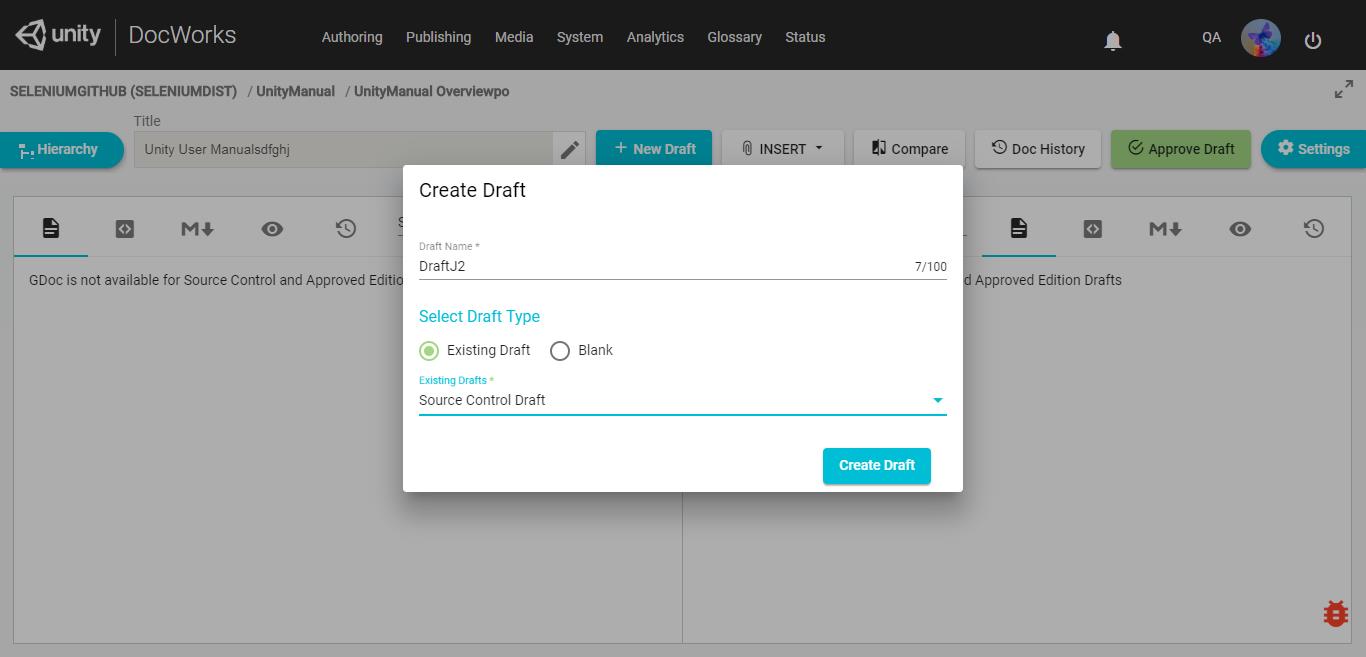 unity DocWorks Authoring Publishing Media System Analytics Glossary Status QA
SELENIUMGITHUB (SELENIUMDIST) / UnityManual / UnityManual Overviewpo
Title
Hierarchy Unity User Manualsdfghj + New Draft INSERT Compare Doc History Approve Draft Settings
Create Draft
M M
S
Draft Name *
DraftJ2 7/100
GDoc is not available for Source Control and Approved Editio d Approved Edition Drafts
Select Draft Type
Existing Draft Blank
Existing Drafts *
Source Control Draft
Create Draft